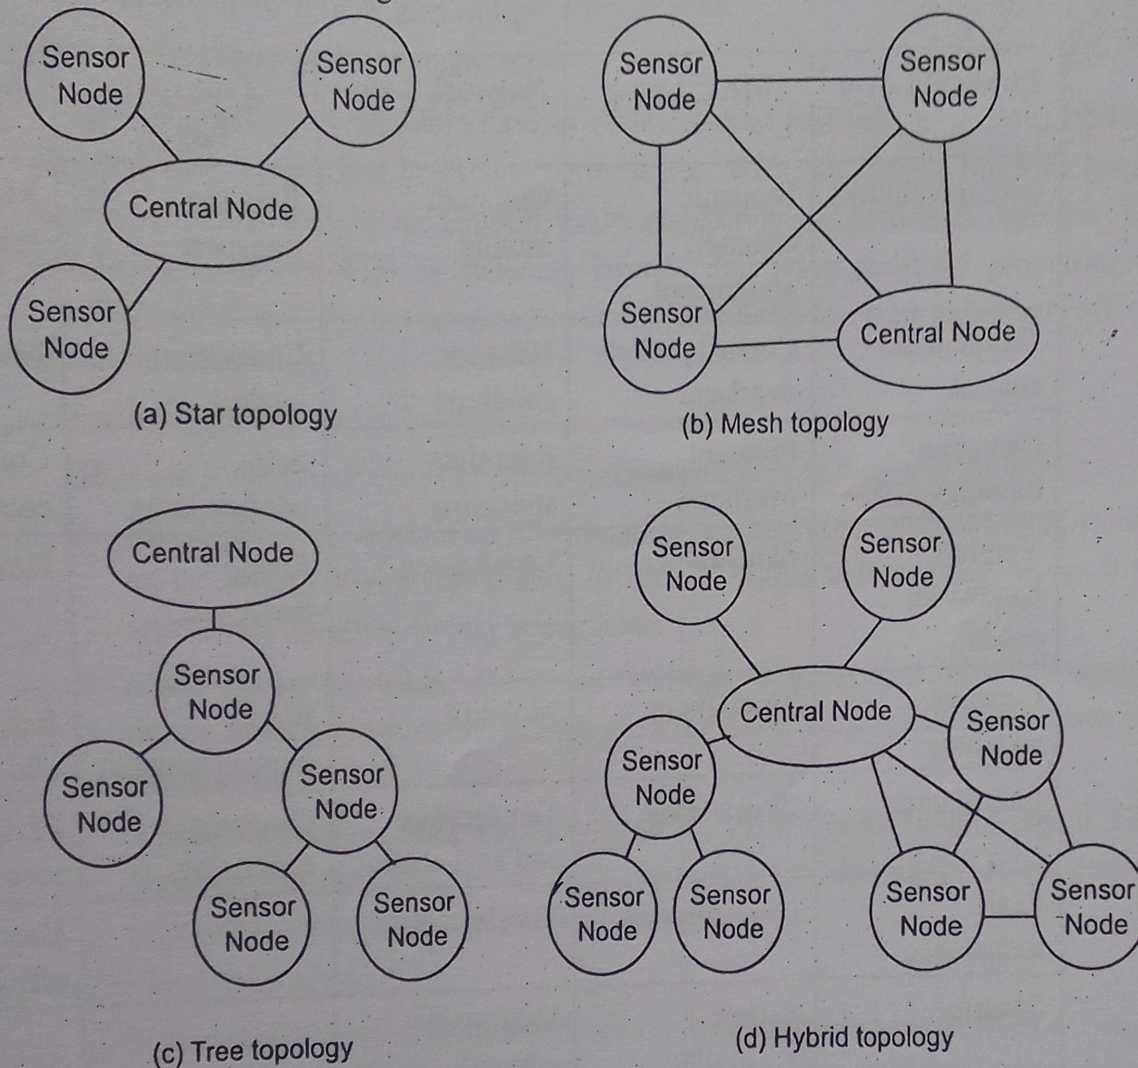 Sensor
Node
Sensor
Node
Central Node
Sensor
Node
(a) Star topology
Sensor
Node
Sensor
Node
Sensor
Node
Central Node
(b) Mesh topology
Central Node
Sensor
Node
Sensor
Node
Sensor
Node
Sensor
Node
Sensor
Node
(c) Tree topology
Sensor
Node
Sensor
Node
Central Node
Sensor
Node
Sensor
Node
Sensor
Node
Sensor
Node
Sensor
Node
Sensor
Node
(d) Hybrid topology